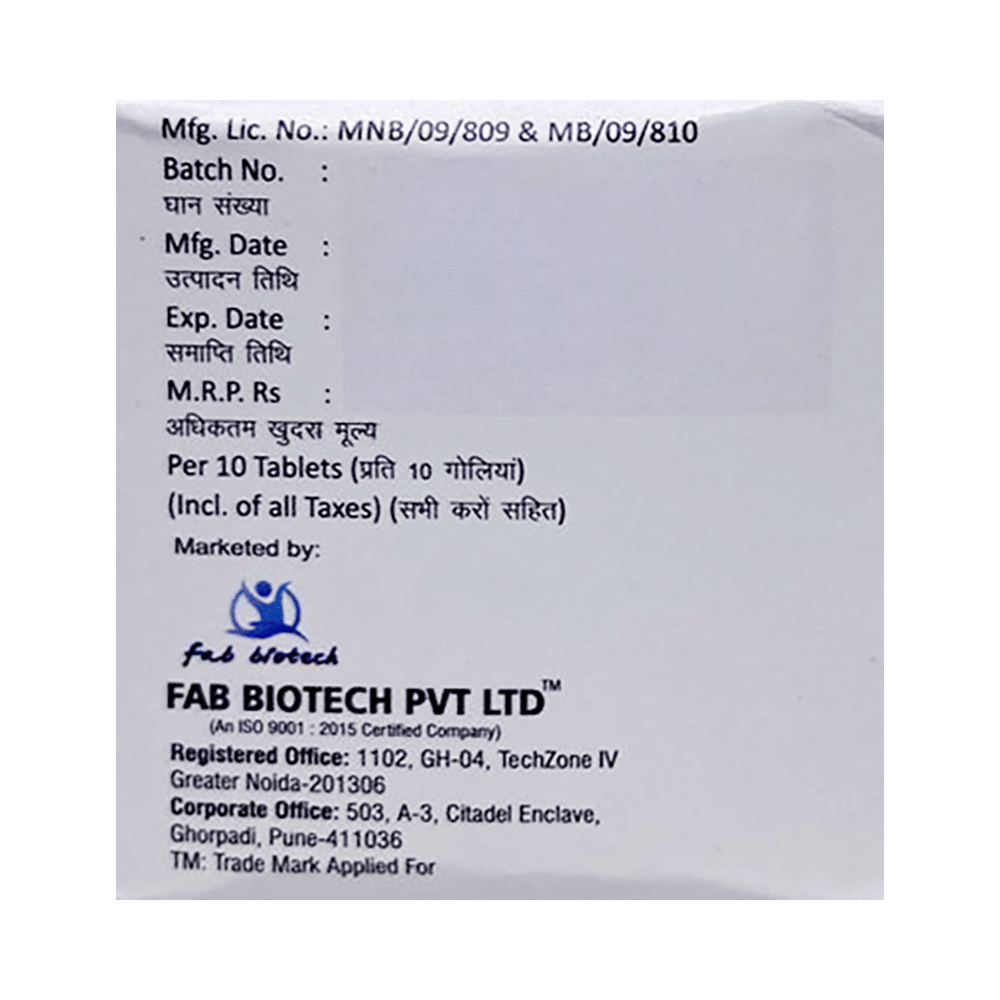 Mfg. Lic. No.: MNB/09/809 & MB/09/810
Batch No. :
घान संख्या
Mfg. Date :
उत्पादन तिथि
Exp. Date :
समाप्ति तिथि
M.R.P. Rs :
अधिकतम खुदरा मूल्य
Per 10 Tablets (प्रति 10 गोलियां)
(Incl. of all Taxes) (सभी करों सहित)
Marketed by:
fab biotech
FAB BIOTECH PVT LTD™
(An ISO 9001 : 2015 Certified Company)
Registered Office: 1102, GH-04, TechZone IV
Greater Noida-201306
Corporate Office: 503, A-3, Citadel Enclave,
Ghorpadi, Pune-411036
TM: Trade Mark Applied For